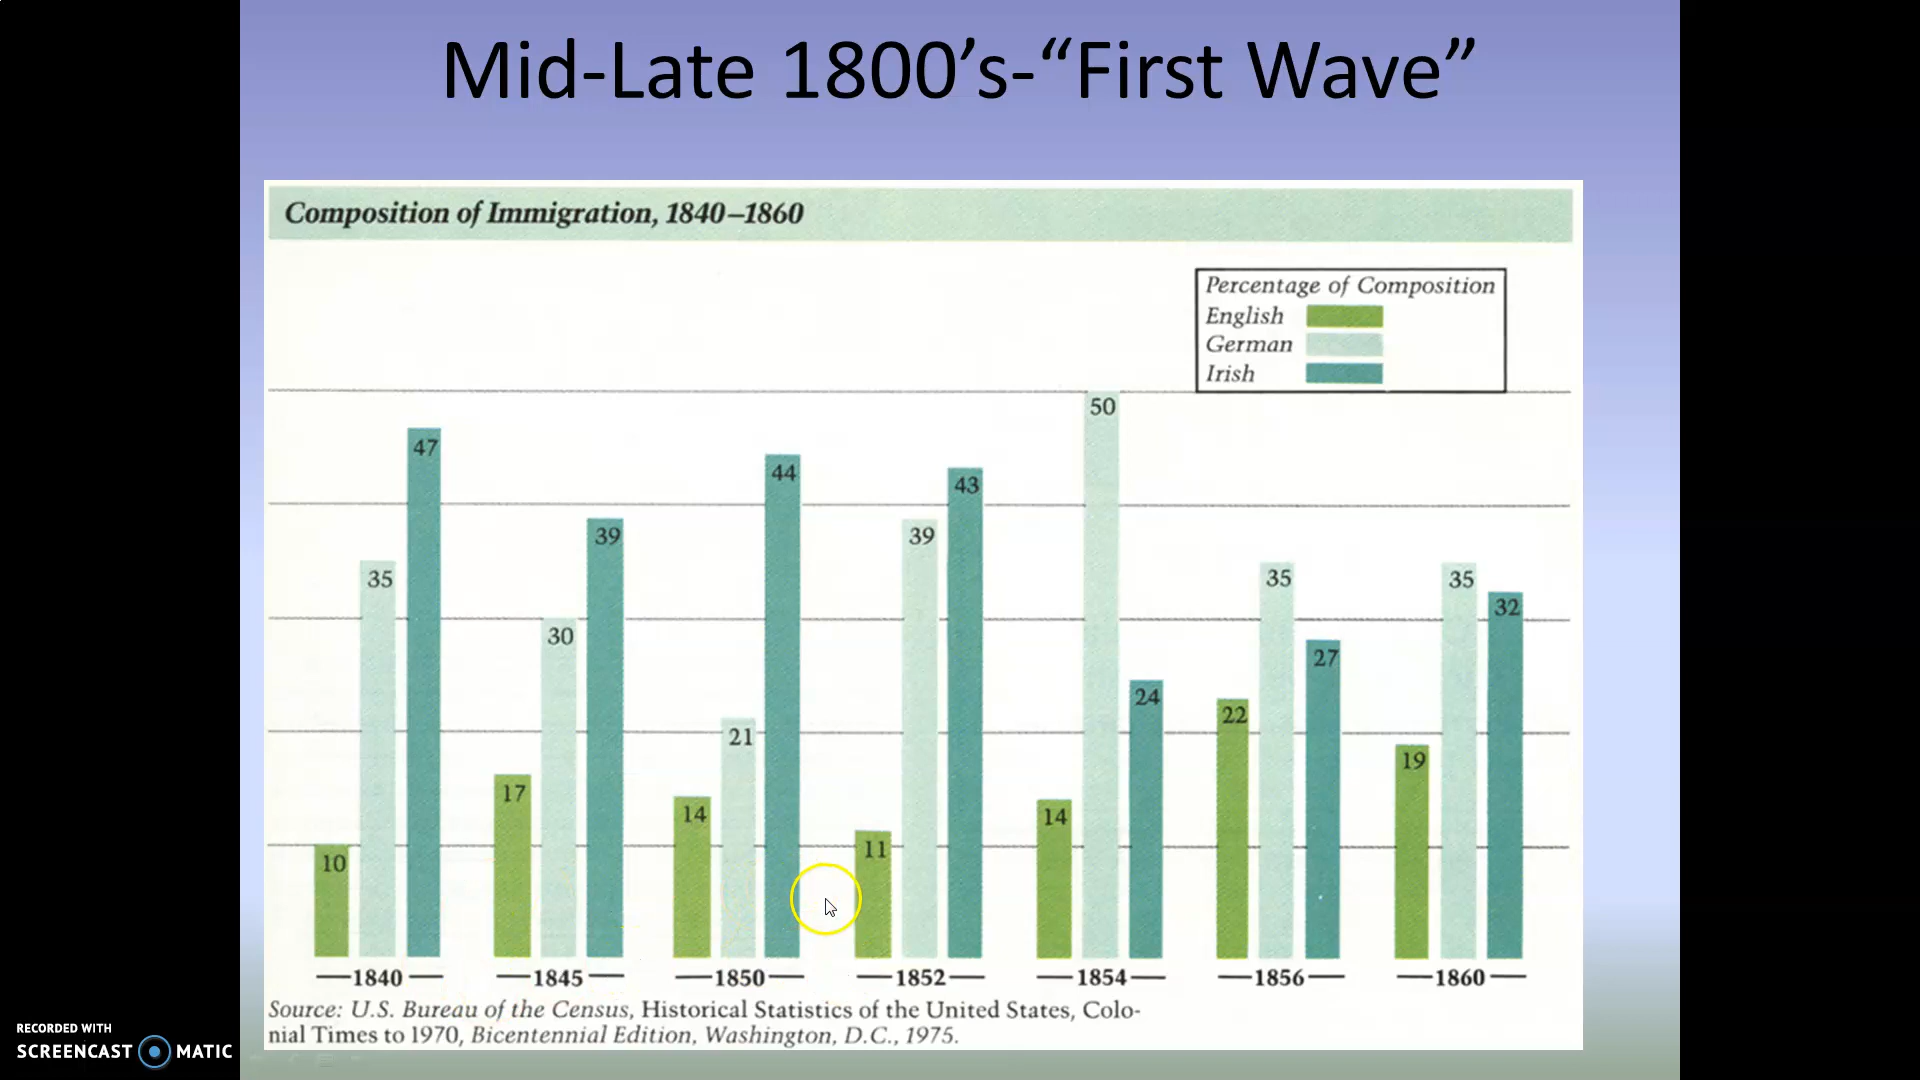 Mid-Late 1800’s-“First Wave”
Composition of Immigration, 1840–1860
Percentage of Composition
English
German
Irish
10 35 47
17 30 39
14 21 44
11 39 43
14 50 24
22 35 27
19 35 32
1840 1845 1850 1852 1854 1856 1860
Source: U.S. Bureau of the Census, Historical Statistics of the United States, Colo-
nial Times to 1970, Bicentennial Edition, Washington, D.C., 1975.
RECORDED WITH
SCREENCAST MATIC